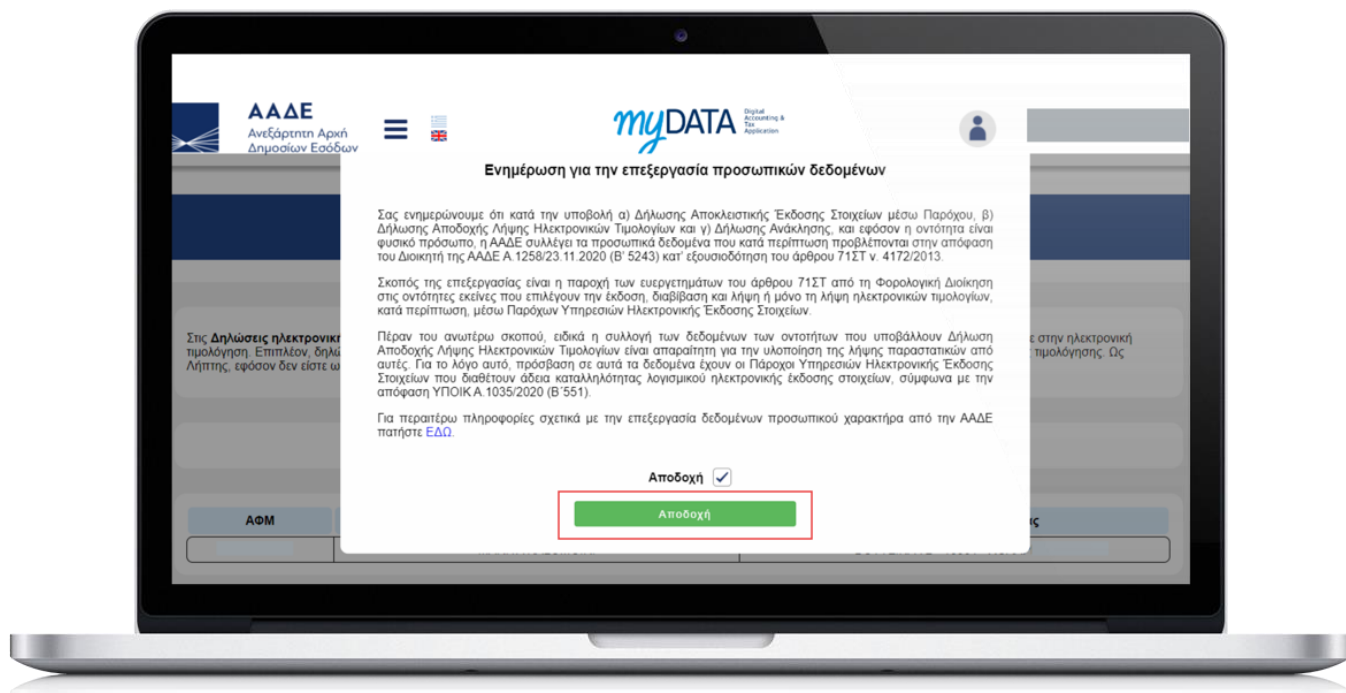 ΑΑΔΕ
Ανεξάρτητη Αρχή
Δημοσίων Εσόδων
myDATA
Digital
Accounting &
Tax
Application
Ενημέρωση για την επεξεργασία προσωπικών δεδομένων
Σας ενημερώνουμε ότι κατά την υποβολή α) Δήλωσης Αποκλειστικής Έκδοσης Στοιχείων μέσω Παρόχου, β)
Δήλωσης Αποδοχής Λήψης Ηλεκτρονικών Τιμολογίων και γ) Δήλωσης Ανάκλησης, και εφόσον η οντότητα είναι
φυσικό πρόσωπο, η ΑΑΔΕ συλλέγει τα προσωπικά δεδομένα που κατά περίπτωση προβλέπονται στην απόφαση
του Διοικητή της ΑΑΔΕ Α.1258/23.11.2020 (Β' 5243) κατ' εξουσιοδότηση του άρθρου 71ΣΤ ν. 4172/2013.
Σκοπός της επεξεργασίας είναι η παροχή των ευεργετημάτων του άρθρου 71ΣΤ από τη Φορολογική Διοίκηση
στις οντότητες εκείνες που επιλέγουν την έκδοση, διαβίβαση και λήψη ή μόνο τη λήψη ηλεκτρονικών τιμολογίων,
κατά περίπτωση, μέσω Παρόχων Υπηρεσιών Ηλεκτρονικής Έκδοσης Στοιχείων.
Πέραν του ανωτέρω σκοπού, ειδικά η συλλογή των δεδομένων των οντοτήτων που υποβάλλουν Δήλωση
Αποδοχής Λήψης Ηλεκτρονικών Τιμολογίων είναι απαραίτητη για την υλοποίηση της λήψης παραστατικών από
αυτές. Για το λόγο αυτό, πρόσβαση σε αυτά τα δεδομένα έχουν οι Πάροχοι Υπηρεσιών Ηλεκτρονικής Έκδοσης
Στοιχείων που διαθέτουν άδεια καταλληλότητας λογισμικού ηλεκτρονικής έκδοσης στοιχείων, σύμφωνα με την
απόφαση ΥΠΟΙΚ Α.1035/2020 (Β΄551).
Για περαιτέρω πληροφορίες σχετικά με την επεξεργασία δεδομένων προσωπικού χαρακτήρα από την ΑΑΔΕ
πατήστε ΕΔΩ.
Αποδοχή
Αποδοχή
Στις Δηλώσεις ηλεκτρονικ
τιμολόγηση. Επιπλέον, δηλώ
Λήπτης, εφόσον δεν είστε ω
ε στην ηλεκτρονική
τιμολόγησης. Ως
ΑΦΜ
ας